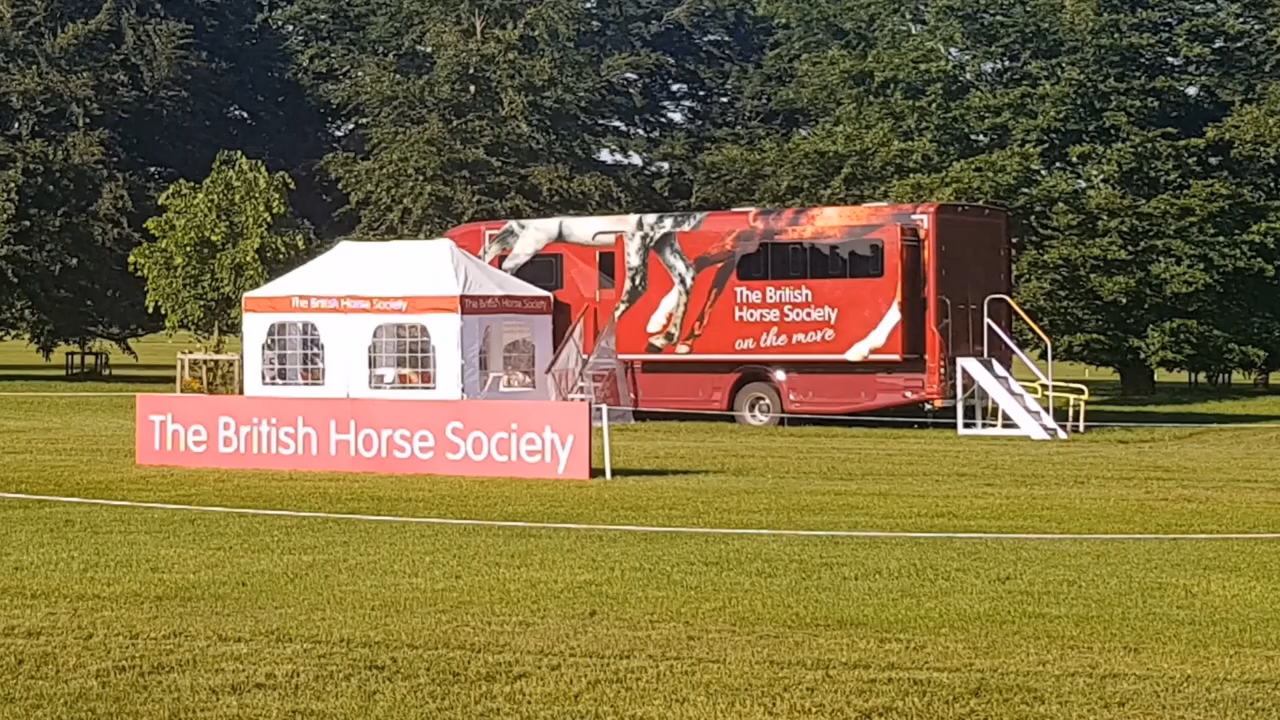 The British Horse Society
The British Horse Society
The British
Horse Society
on the move
The British Horse Society